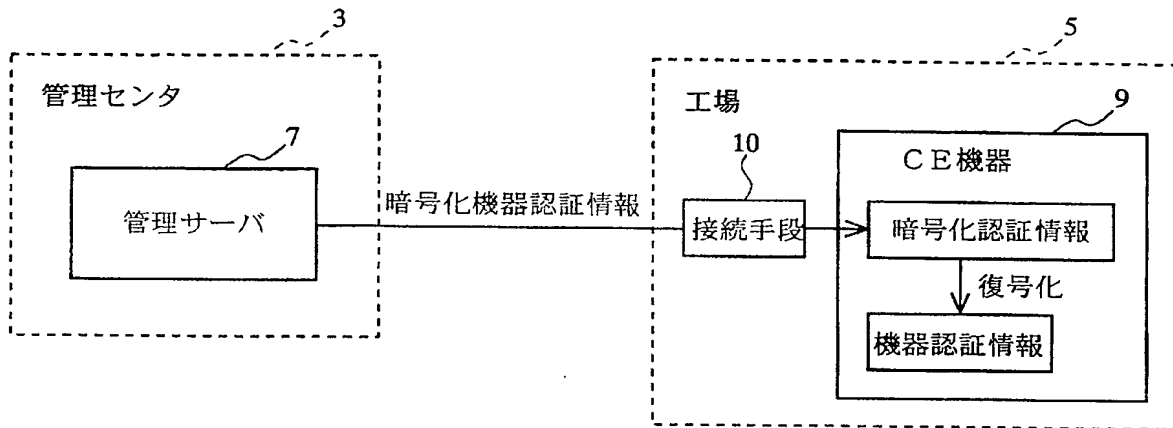 3
管理センタ
7
管理サーバ
暗号化機器認証情報
5
工場
10
接続手段
9
CE機器
暗号化認証情報
復号化
機器認証情報